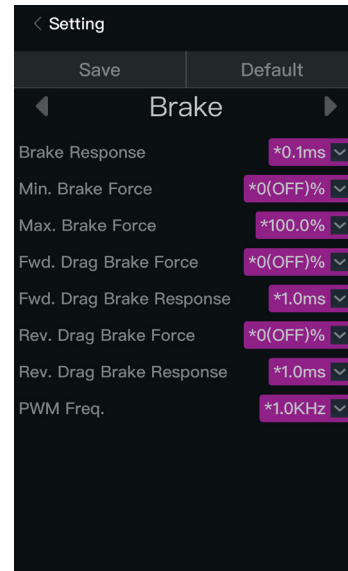 Setting
Save Default
Brake
Brake Response *0.1ms
Min. Brake Force *0(OFF)%
Max. Brake Force *100.0%
Fwd. Drag Brake Force *0(OFF)%
Fwd. Drag Brake Response *1.0ms
Rev. Drag Brake Force *0(OFF)%
Rev. Drag Brake Response *1.0ms
PWM Freq. *1.0KHz